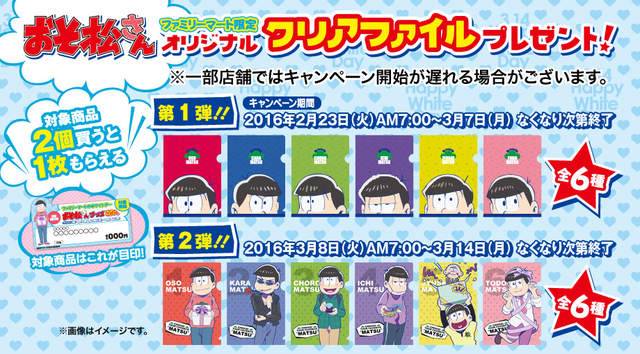 おそ松さん
ファミリーマート限定
オリジナル クリアファイルプレゼント!
※一部店舗ではキャンペーン開始が遅れる場合がございます。
対象商品
2個買うと
1枚もらえる
対象商品はこれが目印!
第1弾!!
キャンペーン期間
2016年2月23日(火)AM7:00~3月7日(月) なくなり次第終了
全6種
第2弾!!
2016年3月8日(火)AM7:00~3月14日(月) なくなり次第終了
OSO MATSU
KARA MATSU
CHORO MATSU
ICHI MATSU
TODO MATSU
全6種
※画像はイメージです。
3.14
Day
Happy
White